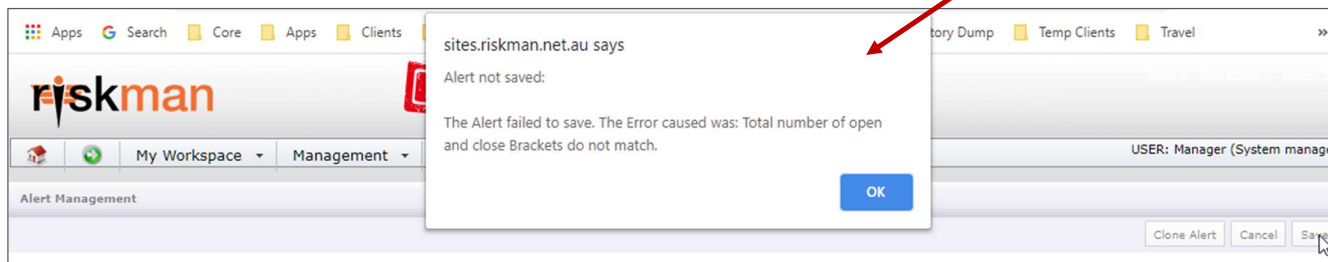 Apps G Search Core Apps Clients
tory Dump Temp Clients Travel »
sites.riskman.net.au says
Alert not saved:
The Alert failed to save. The Error caused was: Total number of open
and close Brackets do not match.
OK
riskman
My Workspace Management
USER: Manager (System manage
Alert Management
Clone Alert Cancel Save